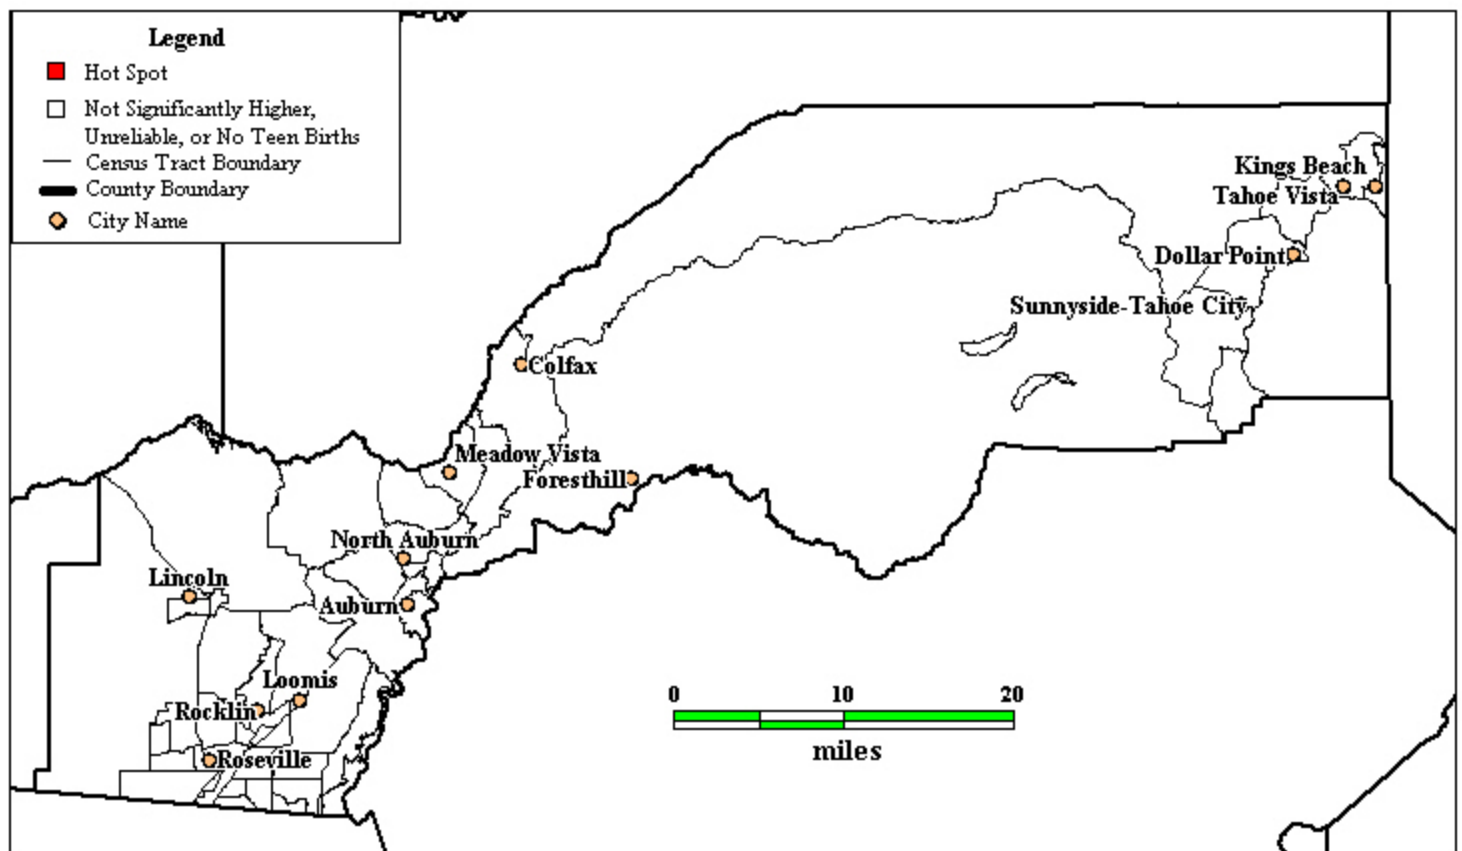 Legend
Hot Spot
Not Significantly Higher,
Unreliable, or No Teen Births
Census Tract Boundary
County Boundary
City Name
Kings Beach
Tahoe Vista
Dollar Point
Sunnyside-Tahoe City
Colfax
Meadow Vista
Foresthill
North Auburn
Lincoln
Auburn
Loomis
Rocklin
Roseville
0 10 20
miles